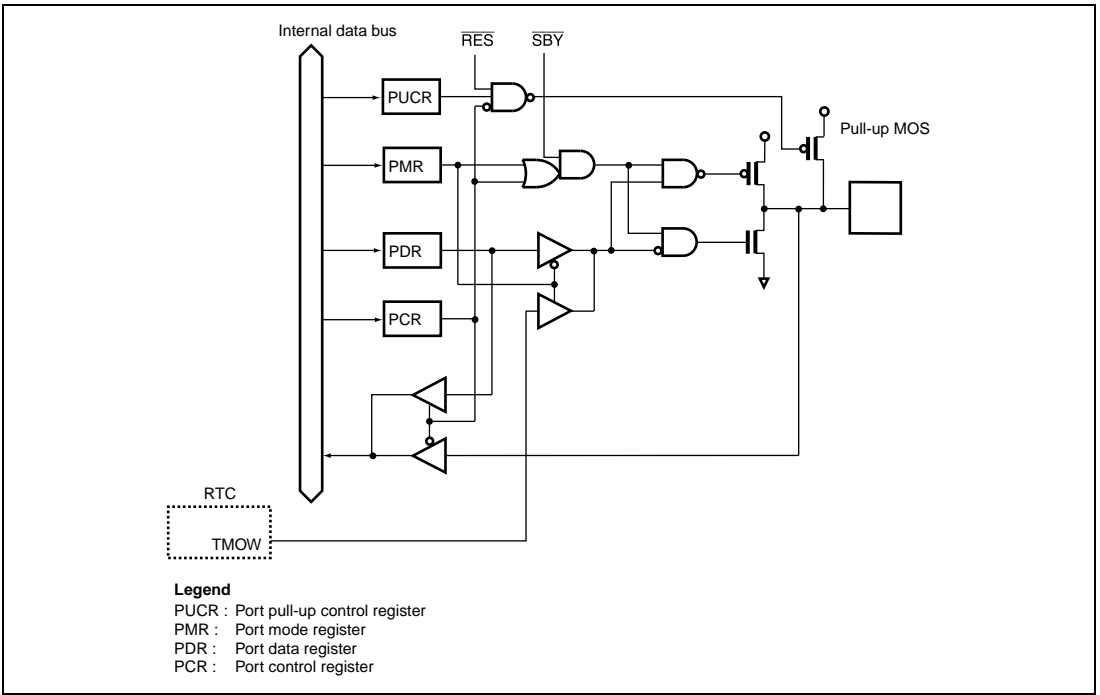 Internal data bus
RES
SBY
PUCR
Pull-up MOS
PMR
PDR
PCR
RTC
TMOW
Legend
PUCR : Port pull-up control register
PMR : Port mode register
PDR : Port data register
PCR : Port control register